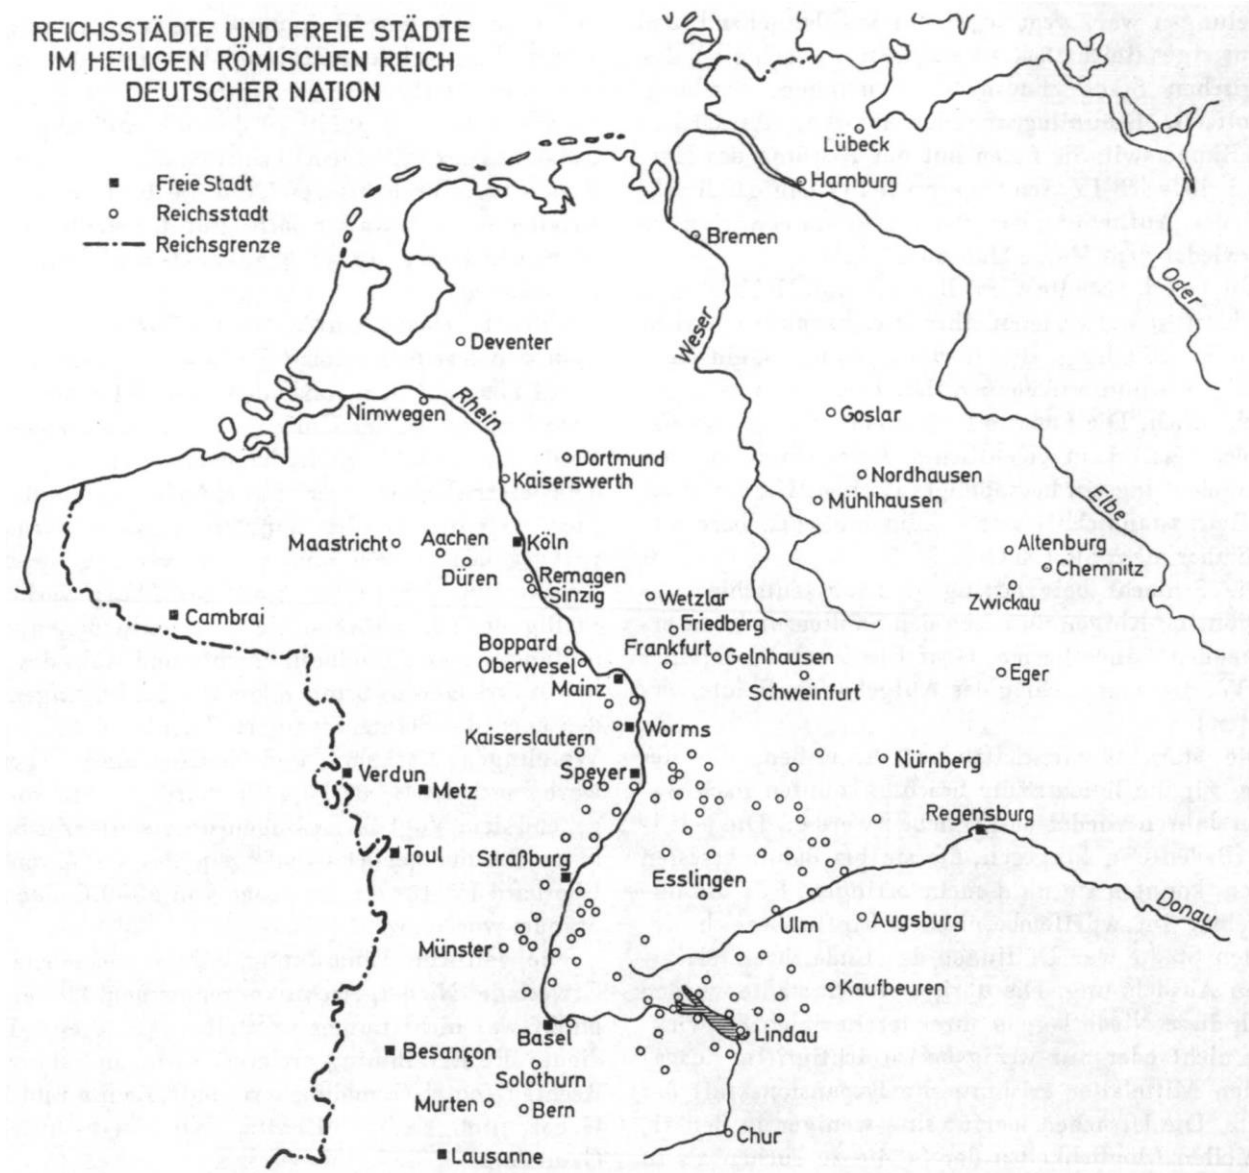 REICHSSTÄDTE UND FREIE STÄDTE
IM HEILIGEN RÖMISCHEN REICH
DEUTSCHER NATION
Freie Stadt
Reichsstadt
Reichsgrenze
Lübeck
Hamburg
Bremen
Oder
Weser
Deventer
Nimwegen
Rhein
Goslar
Dortmund
Kaiserswerth
Nordhausen
Mühlhausen
Elbe
Maastricht
Aachen
Köln
Düren
Altenburg
Chemnitz
Remagen
Sinzig
Wetzlar
Zwickau
Cambrai
Friedberg
Boppard
Frankfurt
Gelnhausen
Oberwesel
Mainz
Schweinfurt
Eger
Worms
Kaiserslautern
Verdun
Metz
Speyer
Nürnberg
Regensburg
Toul
Straßburg
Esslingen
Donau
Ulm
Augsburg
Münster
Kaufbeuren
Basel
Lindau
Besançon
Solothurn
Murten
Bern
Chur
Lausanne